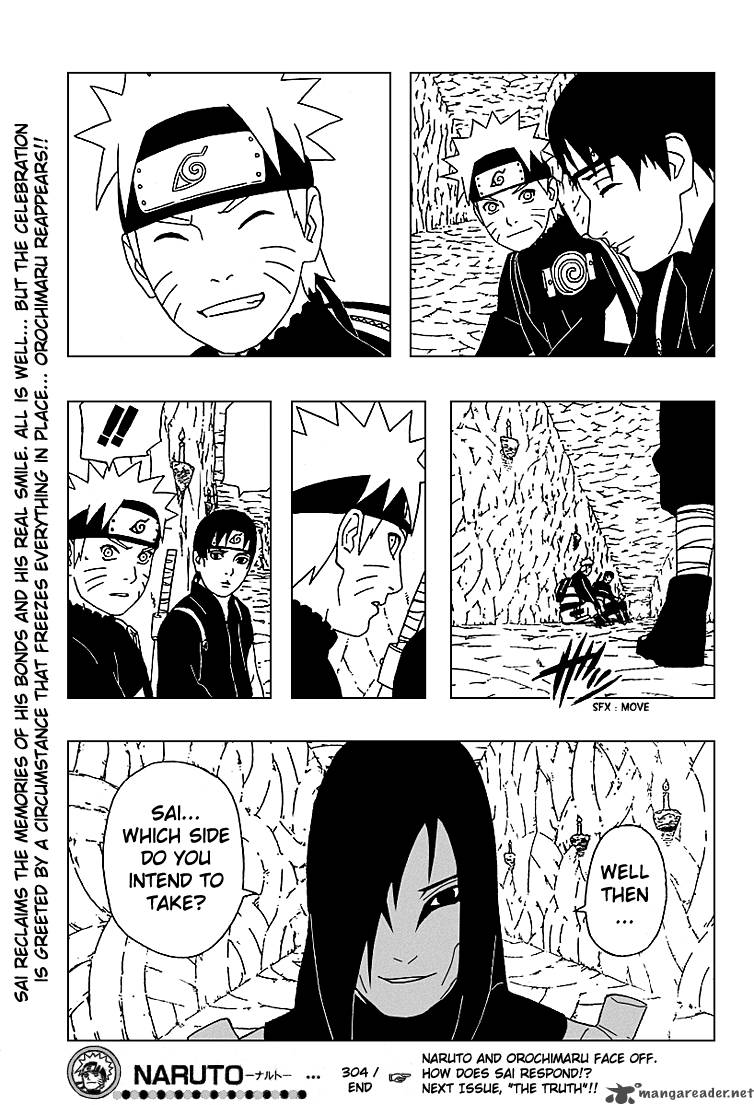 SAI RECLAIMS THE MEMORIES OF HIS BONDS AND HIS REAL SMILE. ALL IS WELL... BUT THE CELEBRATION
IS GREETED BY A CIRCUMSTANCE THAT FREEZES EVERYTHING IN PLACE... OROCHIMARU REAPPEARS!!
!!
SFX : MOVE
SAI...
WHICH SIDE
DO YOU
INTEND TO
TAKE?
WELL
THEN
...
NARUTO ーナルトー ...
304 /
END
☞
NARUTO AND OROCHIMARU FACE OFF.
HOW DOES SAI RESPOND!?
NEXT ISSUE, "THE TRUTH"!!
mangareader.net